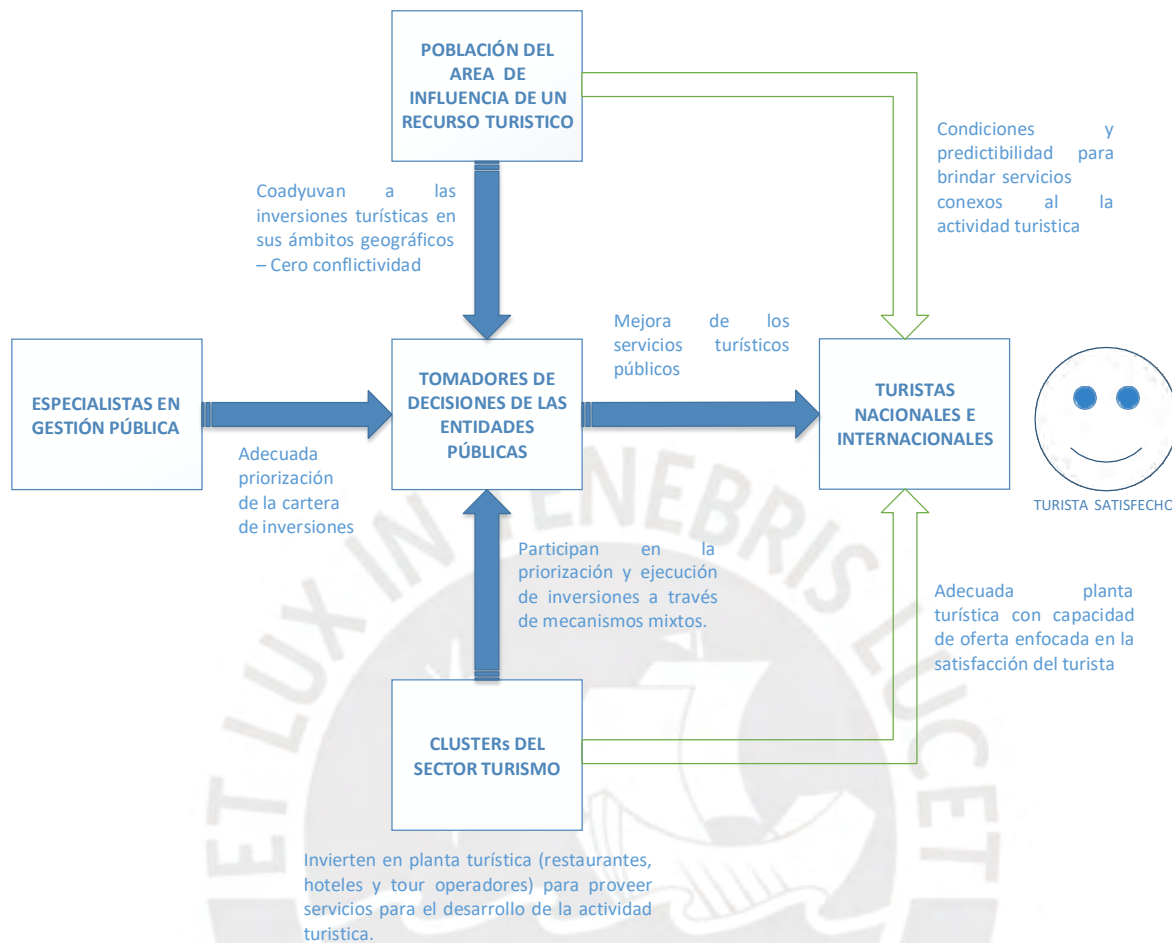 POBLACIÓN DEL
AREA DE
INFLUENCIA DE UN
RECURSO TURISTICO
Condiciones y
predictibilidad para
brindar servicios
conexos al la
actividad turistica
Coadyuvan a las
inversiones turísticas en
sus ámbitos geográficos
– Cero conflictividad
Mejora de los
servicios turísticos
públicos
ESPECIALISTAS EN
GESTIÓN PÚBLICA
TOMADORES DE
DECISIONES DE LAS
ENTIDADES
PÚBLICAS
TURISTAS
NACIONALES E
INTERNACIONALES
TURISTA SATISFECHO
Adecuada
priorización
de la cartera
de inversiones
Participan en la
priorización y ejecución
de inversiones a través
de mecanismos mixtos.
Adecuada planta
turística con capacidad
de oferta enfocada en la
satisfacción del turista
CLUSTERs DEL
SECTOR TURISMO
Invierten en planta turística (restaurantes,
hoteles y tour operadores) para proveer
servicios para el desarrollo de la actividad
turistica.
ET LUX IN TENEBRIS LUCET